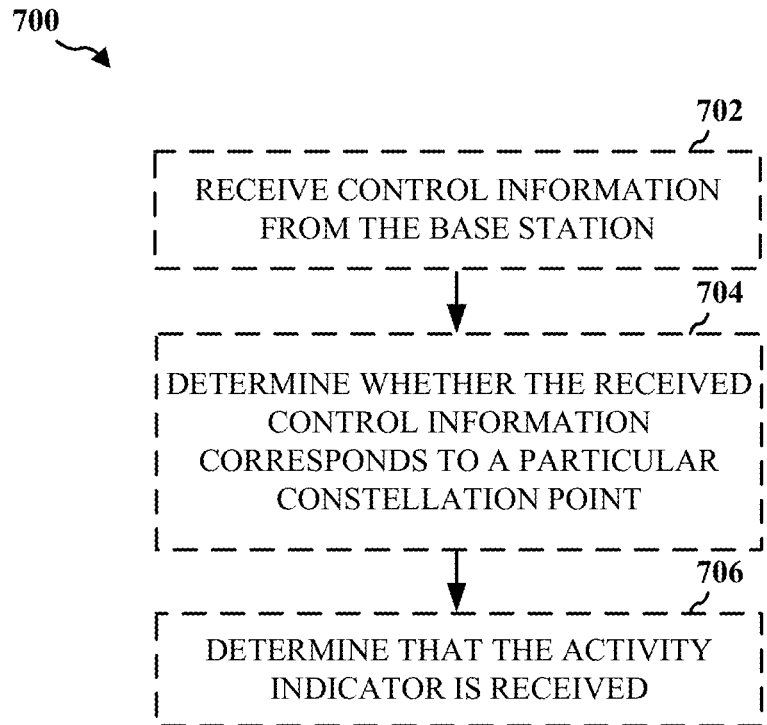 700
702
RECEIVE CONTROL INFORMATION
FROM THE BASE STATION
704
DETERMINE WHETHER THE RECEIVED
CONTROL INFORMATION
CORRESPONDS TO A PARTICULAR
CONSTELLATION POINT
706
DETERMINE THAT THE ACTIVITY
INDICATOR IS RECEIVED